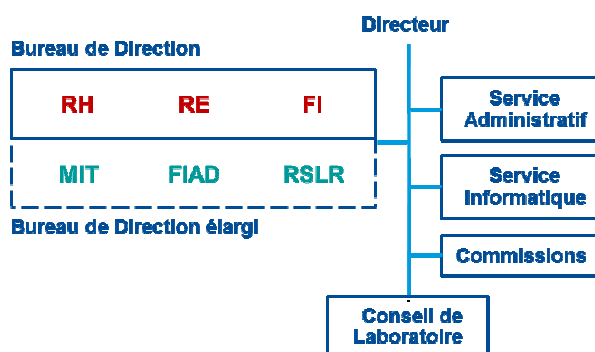 Directeur
Bureau de Direction
RH RE FI
MIT FIAD RSLR
Bureau de Direction élargi
Service
Administratif
Service
Informatique
Commissions
Conseil de
Laboratoire